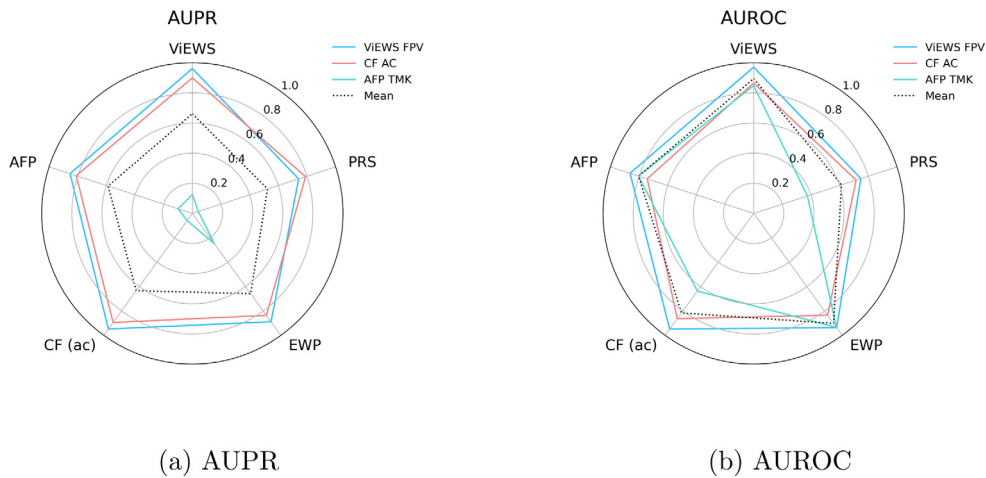 AUPR
ViEWS
ViEWS FPV
CF AC
AFP TMK
Mean
1.0
0.8
0.6
0.4
0.2
AFP
PRS
CF (ac)
EWP
(a) AUPR
AUROC
ViEWS
ViEWS FPV
CF AC
AFP TMK
Mean
1.0
0.8
0.6
0.4
0.2
AFP
PRS
CF (ac)
EWP
(b) AUROC